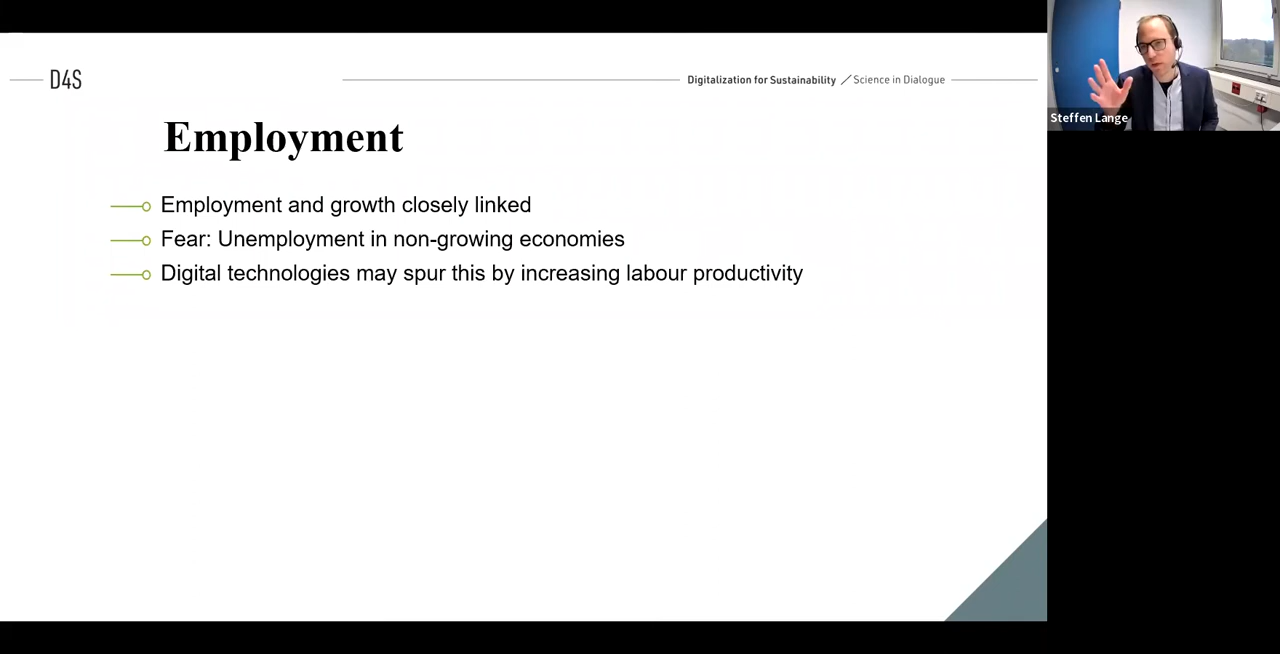 D4S
Digitalization for Sustainability / Science in Dialogue
Employment
Employment and growth closely linked
Fear: Unemployment in non-growing economies
Digital technologies may spur this by increasing labour productivity
Steffen Lange